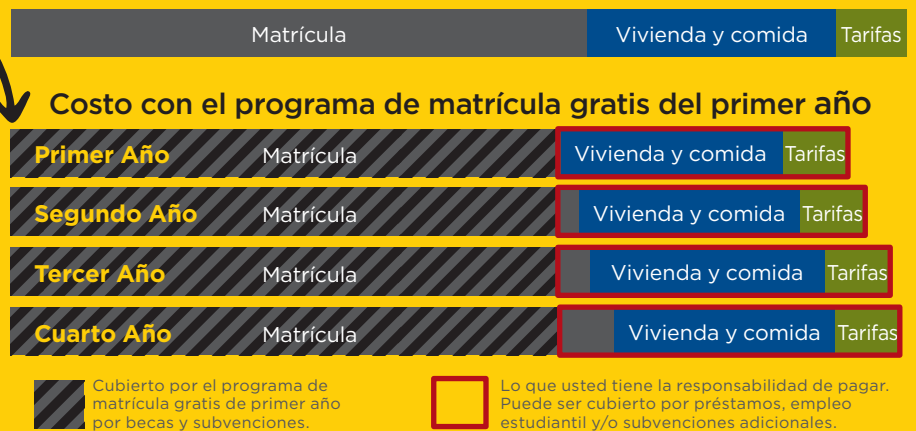 Matrícula Vivienda y comida Tarifas
Costo con el programa de matrícula gratis del primer año
Primer Año Matrícula Vivienda y comida Tarifas
Segundo Año Matrícula Vivienda y comida Tarifas
Tercer Año Matrícula Vivienda y comida Tarifas
Cuarto Año Matrícula Vivienda y comida Tarifas
Cubierto por el programa de
matrícula gratis de primer año
por becas y subvenciones.
Lo que usted tiene la responsabilidad de pagar.
Puede ser cubierto por préstamos, empleo
estudiantil y/o subvenciones adicionales.